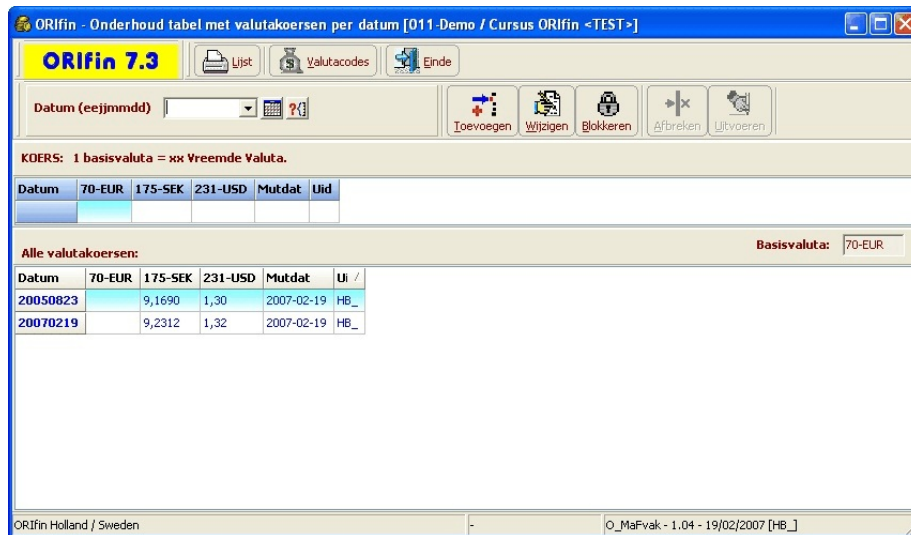 ORIfin - Onderhoud tabel met valutakoersen per datum [011-Demo / Cursus ORIfin <TEST>]
ORIfin 7.3 Lijst Valutacodes Einde
Datum (eejjmmdd) ?{} Toevoegen Wijzigen Blokkeren Afbreken Uitvoeren
KOERS: 1 basisvaluta = xx Vreemde Valuta.
Datum 70-EUR 175-SEK 231-USD Mutdat Uid
Alle valutakoersen: Basisvaluta: 70-EUR
Datum 70-EUR 175-SEK 231-USD Mutdat Ui
20050823 9,1690 1,30 2007-02-19 HB_
20070219 9,2312 1,32 2007-02-19 HB_
ORIfin Holland / Sweden - O_MaFvak - 1.04 - 19/02/2007 [HB_]